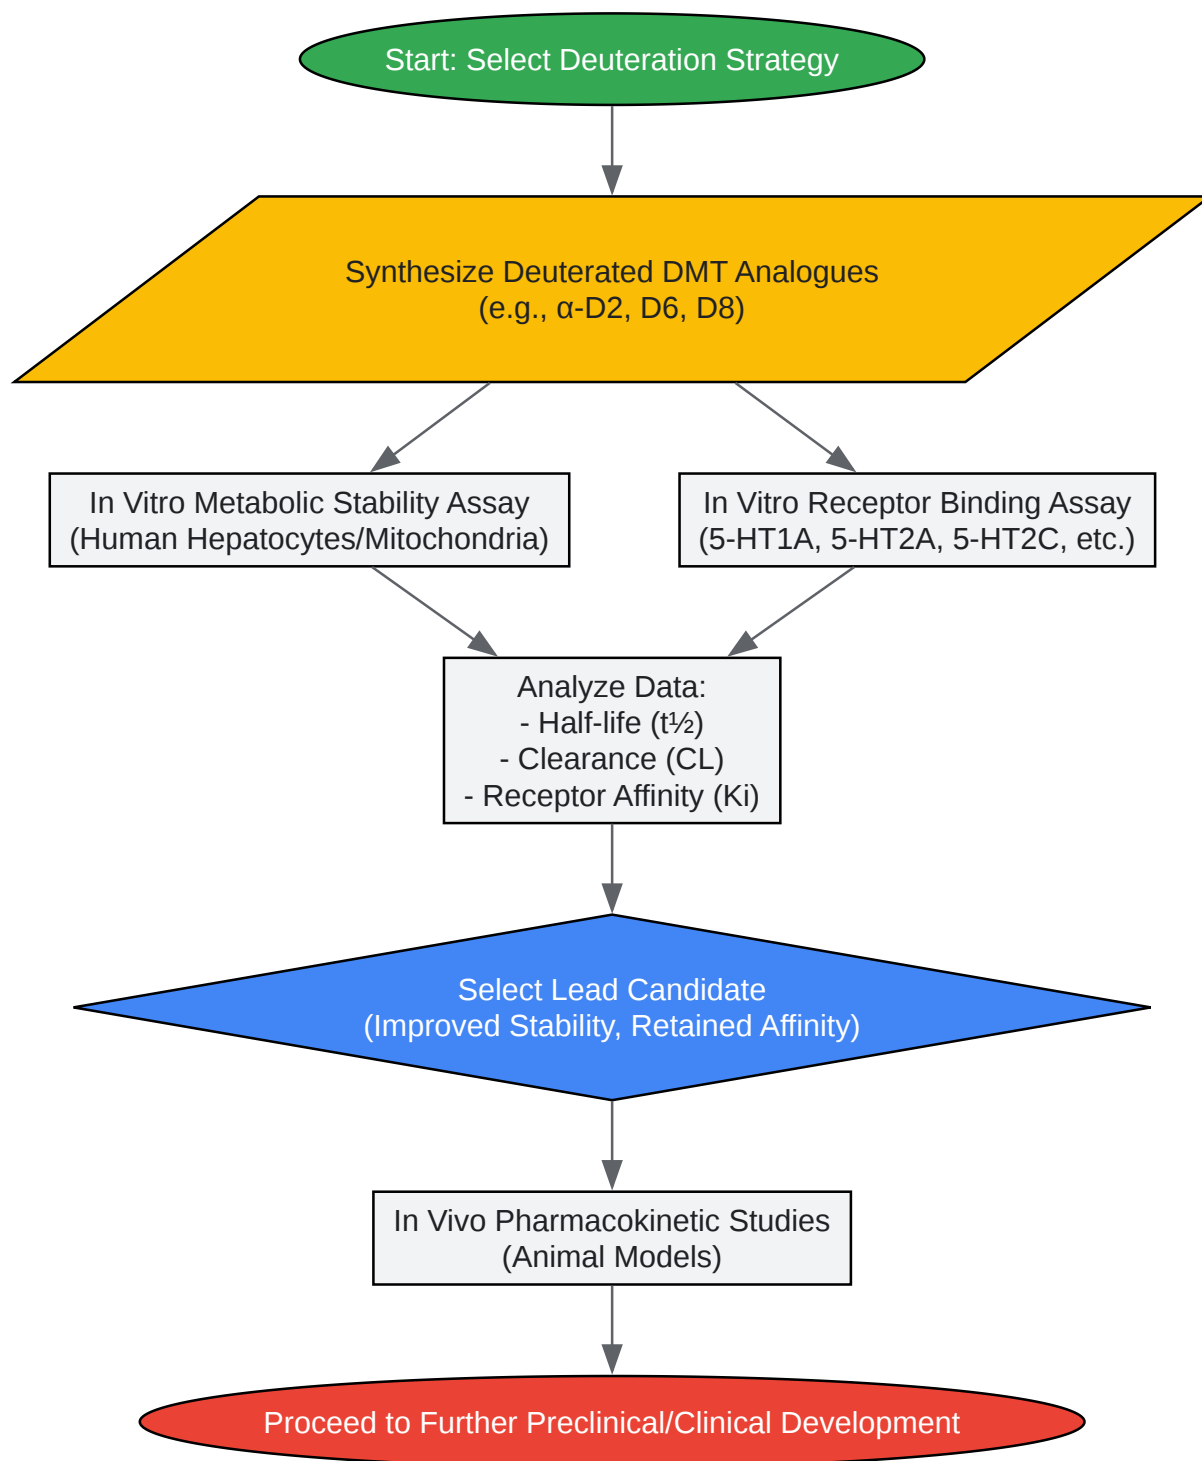 Start: Select Deuteration Strategy
Synthesize Deuterated DMT Analogues
(e.g., α-D2, D6, D8)
In Vitro Metabolic Stability Assay
(Human Hepatocytes/Mitochondria)
In Vitro Receptor Binding Assay
(5-HT1A, 5-HT2A, 5-HT2C, etc.)
Analyze Data:
- Half-life (t½)
- Clearance (CL)
- Receptor Affinity (Ki)
Select Lead Candidate
(Improved Stability, Retained Affinity)
In Vivo Pharmacokinetic Studies
(Animal Models)
Proceed to Further Preclinical/Clinical Development